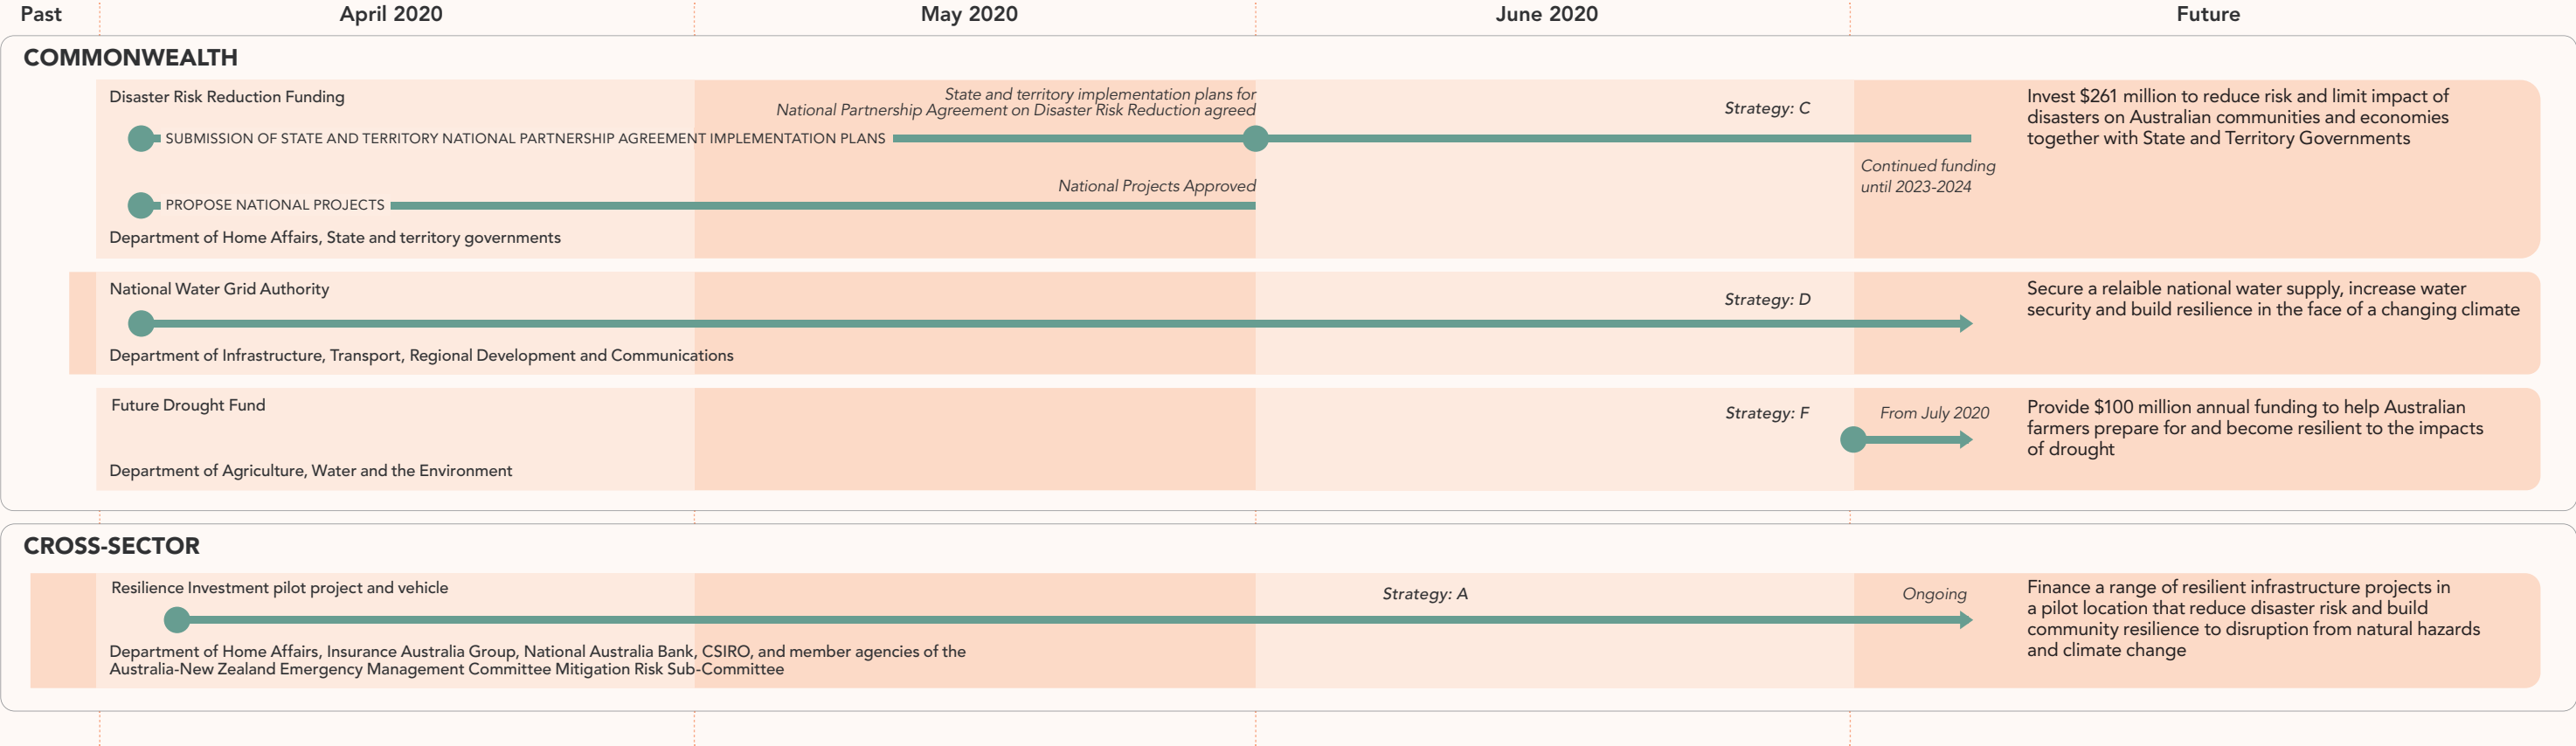 Past April 2020 May 2020 June 2020 Future
COMMONWEALTH
Disaster Risk Reduction Funding
State and territory implementation plans for
National Partnership Agreement on Disaster Risk Reduction agreed
Strategy: C
SUBMISSION OF STATE AND TERRITORY NATIONAL PARTNERSHIP AGREEMENT IMPLEMENTATION PLANS
Continued funding
until 2023-2024
National Projects Approved
PROPOSE NATIONAL PROJECTS
Department of Home Affairs, State and territory governments
Invest $261 million to reduce risk and limit impact of
disasters on Australian communities and economies
together with State and Territory Governments
National Water Grid Authority
Strategy: D
Department of Infrastructure, Transport, Regional Development and Communications
Secure a relaible national water supply, increase water
security and build resilience in the face of a changing climate
Future Drought Fund
Strategy: F
From July 2020
Department of Agriculture, Water and the Environment
Provide $100 million annual funding to help Australian
farmers prepare for and become resilient to the impacts
of drought
CROSS-SECTOR
Resilience Investment pilot project and vehicle
Strategy: A
Ongoing
Department of Home Affairs, Insurance Australia Group, National Australia Bank, CSIRO, and member agencies of the
Australia-New Zealand Emergency Management Committee Mitigation Risk Sub-Committee
Finance a range of resilient infrastructure projects in
a pilot location that reduce disaster risk and build
community resilience to disruption from natural hazards
and climate change